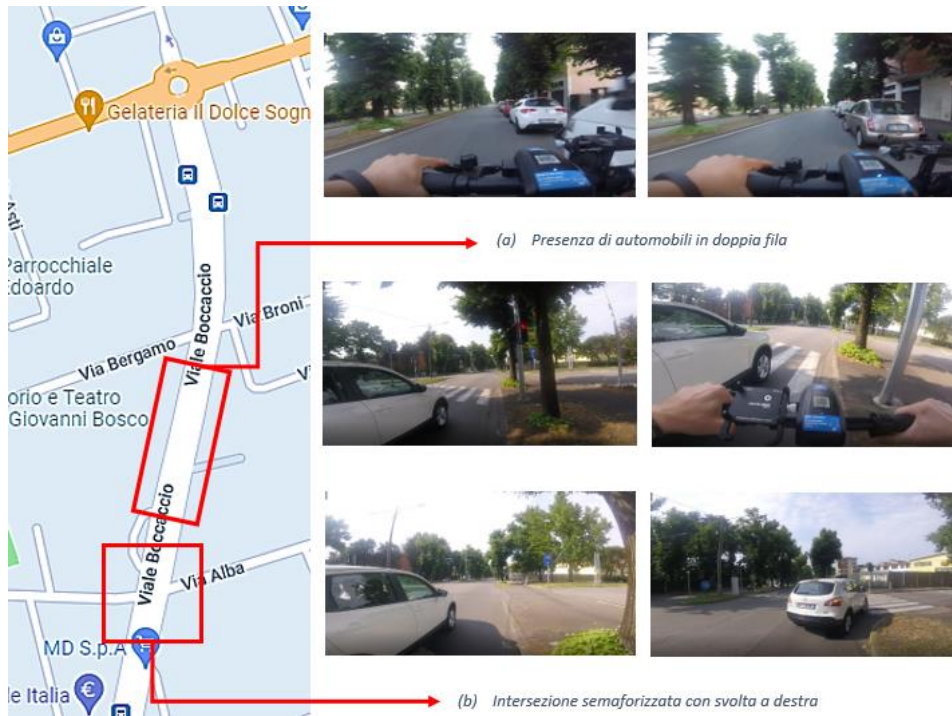 Gelateria Il Dolce Sogn
Asti
Parrocchiale
Edoardo
Viale Boccaccio
Via Broni
Via Bergamo
orio e Teatro
Giovanni Bosco
Viale Boccaccio
Via Alba
MD S.p.A
le Italia
(a) Presenza di automobili in doppia fila
(b) Intersezione semaforizzata con svolta a destra